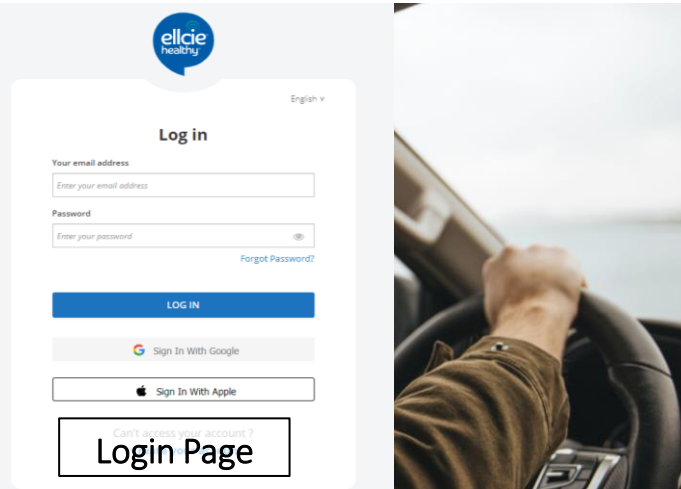 ellcie
healthy
English v
Log in
Your email address
Enter your email address
Password
Enter your password
Forgot Password?
LOG IN
Sign In With Google
Sign In With Apple
Can't access your account ?
Login Page